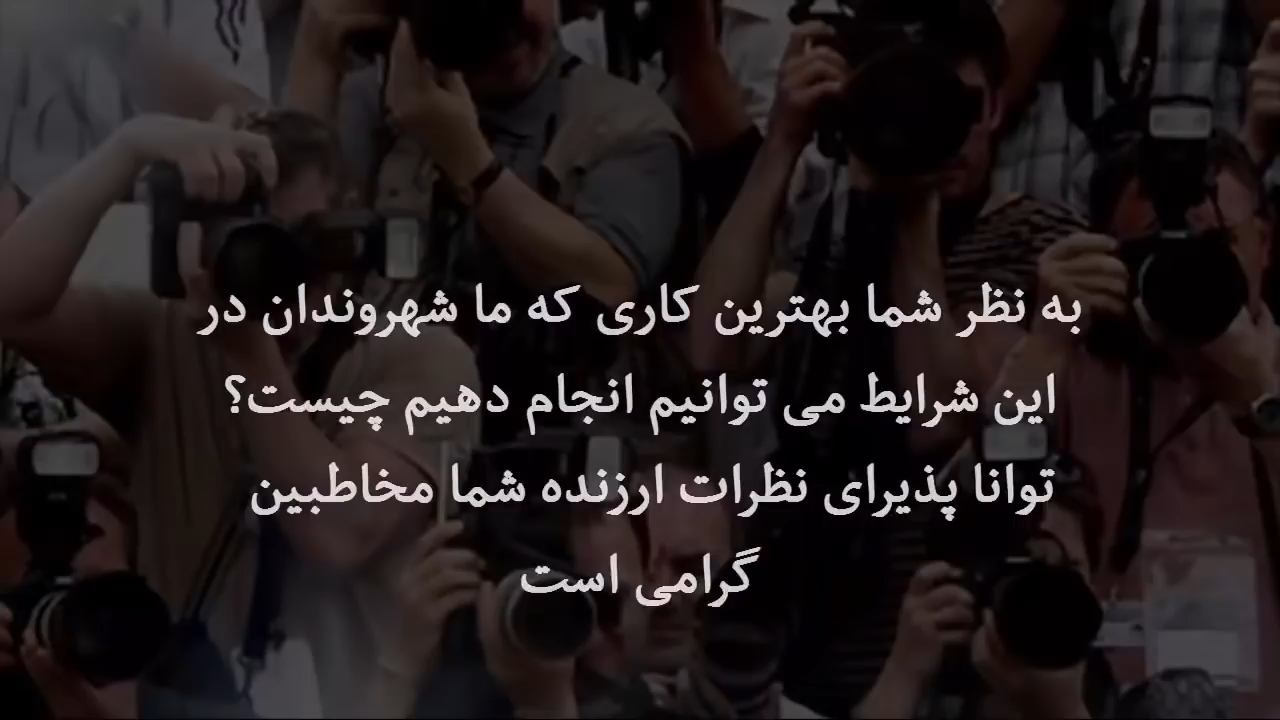 به نظر شما بهترین کاری که ما شهروندان در
این شرایط می توانیم انجام دهیم چیست؟
توانا پذیرای نظرات ارزنده شما مخاطبین
گرامی است